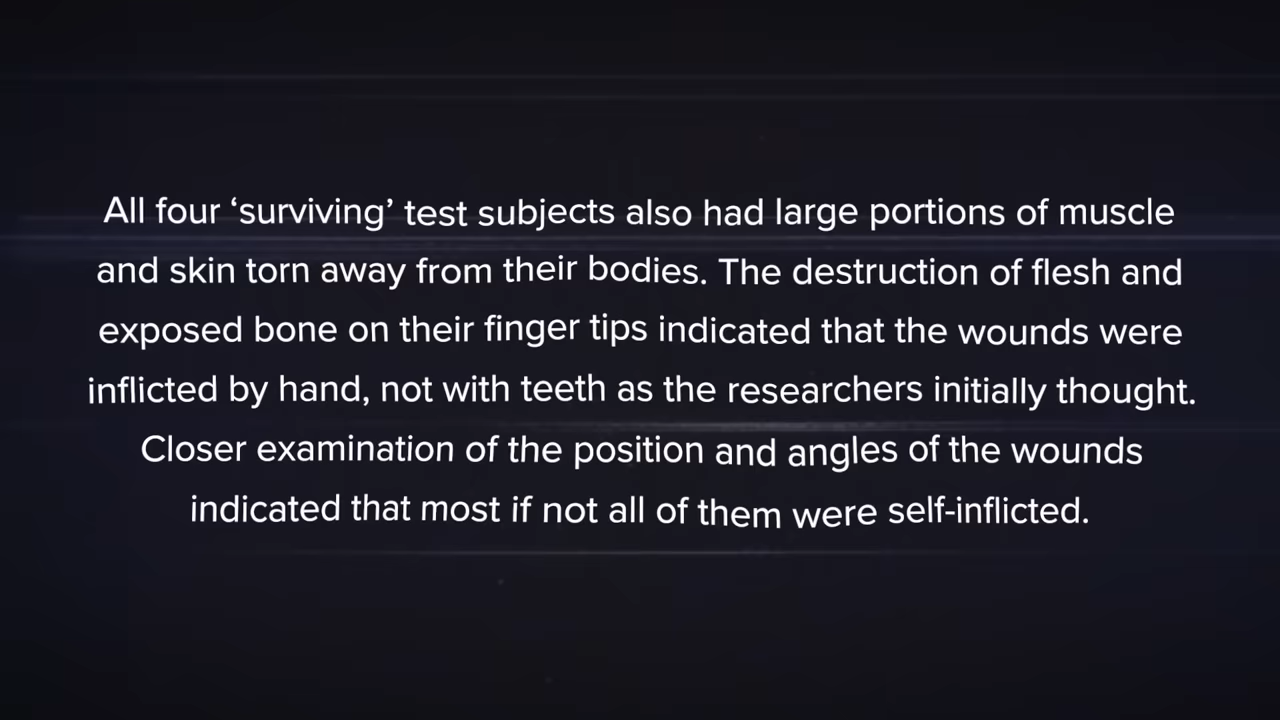 All four ‘surviving’ test subjects also had large portions of muscle
and skin torn away from their bodies. The destruction of flesh and
exposed bone on their finger tips indicated that the wounds were
inflicted by hand, not with teeth as the researchers initially thought.
Closer examination of the position and angles of the wounds
indicated that most if not all of them were self-inflicted.